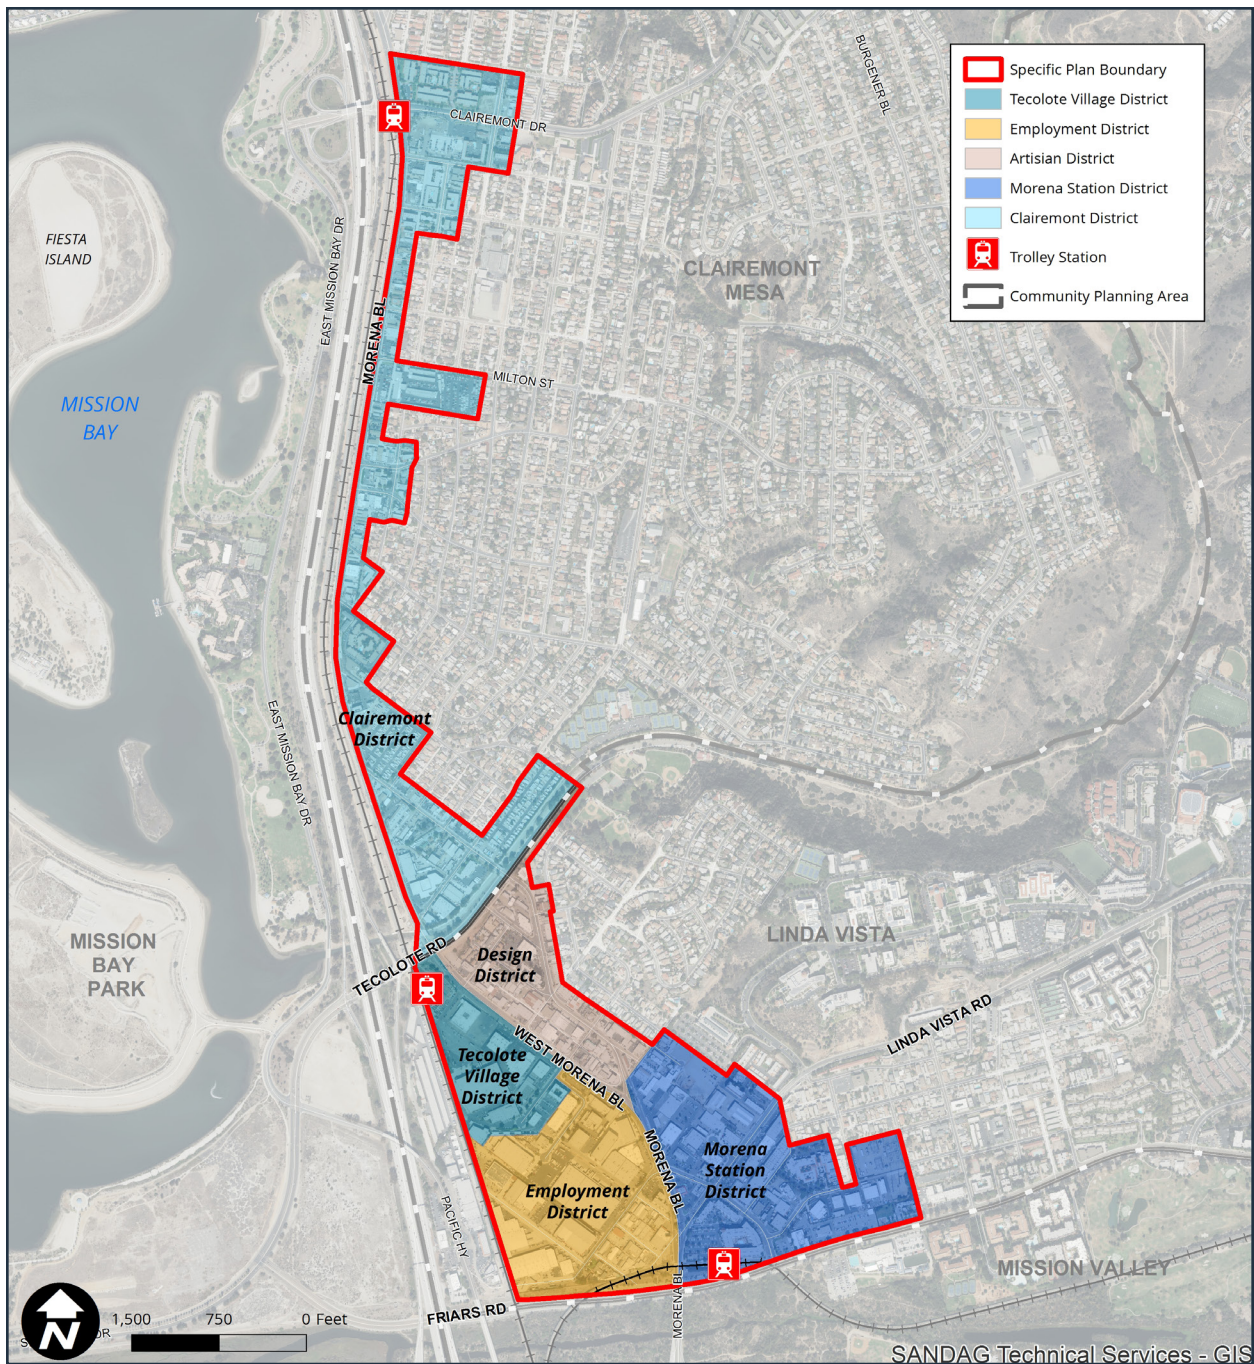 BURGENER BL
Specific Plan Boundary
Tecolote Village District
Employment District
Artisian District
Morena Station District
Clairemont District
Trolley Station
Community Planning Area
CLAIREMONT DR
FIESTA
ISLAND
EAST MISSION BAY DR
CLAIREMONT
MESA
MORENA BL
MILTON ST
MISSION
BAY
EAST MISSION BAY DR
Clairemont
District
MISSION
BAY
PARK
TECOLOTE RD
Design
District
LINDA VISTA
LINDA VISTA RD
WEST MORENA BL
Tecolote
Village
District
MORENA BL
Morena
Station
District
Employment
District
PACIFIC HY
MISSION VALLEY
MORENA BL
FRIARS RD
N
1,500 750 0 Feet
DR
SANDAG Technical Services - GIS